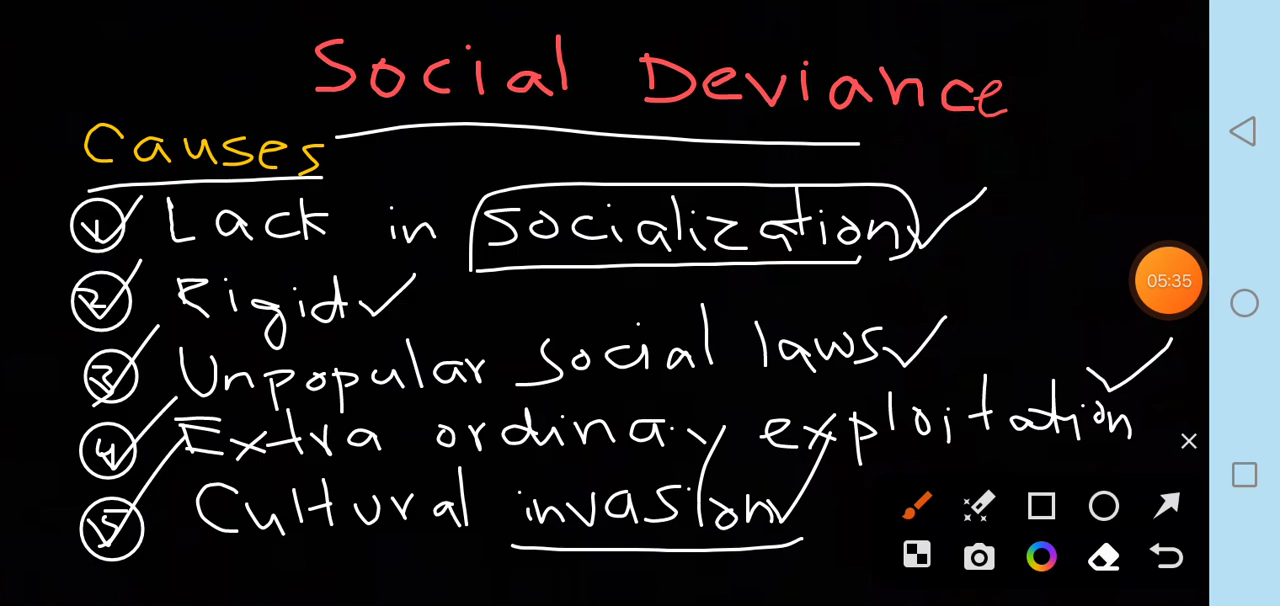 Social Deviance
Causes
1 Lack in socialization
2 Rigid
3 Unpopular social laws
05:35
4 Extra ordinary exploitation
5 Cultural invasion